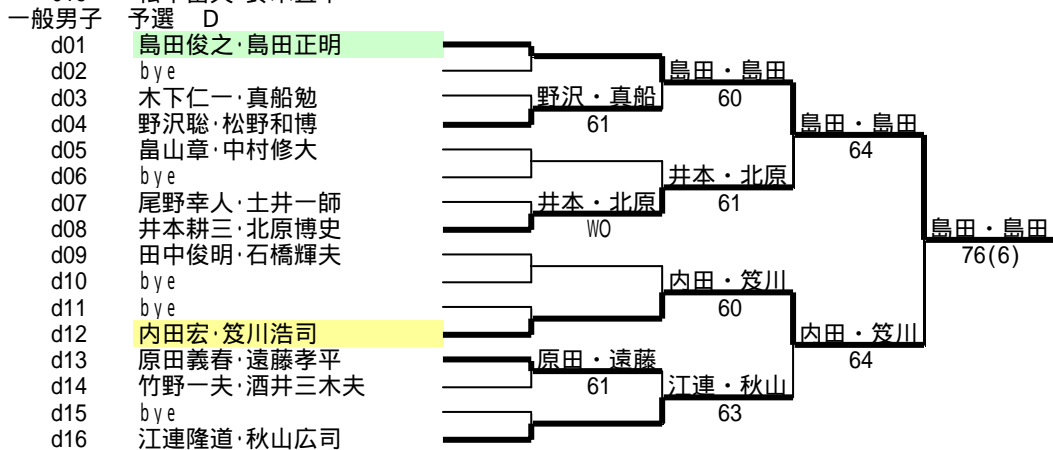 一般男子 予選 D
d01 島田俊之･島田正明
d02 bye
島田・島田
d03 木下仁一･真船勉
野沢・真船
60
d04 野沢聡･松野和博
61
島田・島田
d05 畠山章･中村修大
64
d06 bye
井本・北原
d07 尾野幸人･土井一師
井本・北原
61
d08 井本耕三･北原博史
WO
島田・島田
d09 田中俊明･石橋輝夫
76(6)
d10 bye
内田・笈川
d11 bye
60
d12 内田宏･笈川浩司
内田・笈川
d13 原田義春･遠藤孝平
原田・遠藤
64
d14 竹野一夫･酒井三木夫
61
江連・秋山
d15 bye
63
d16 江連隆道･秋山広司